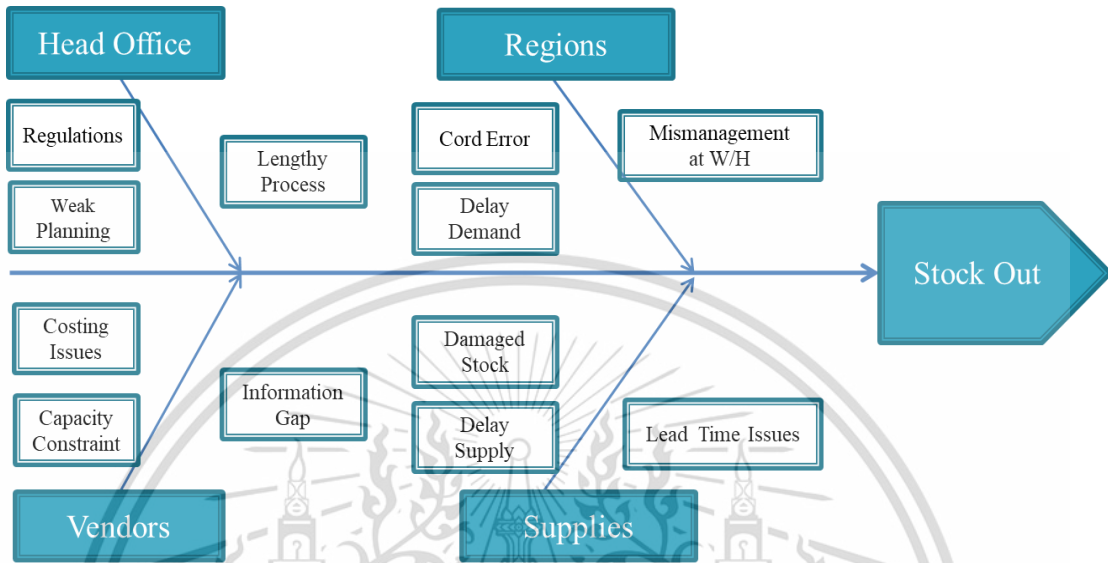 Head Office
Regions
Regulations
Lengthy
Process
Weak
Planning
Cord Error
Mismanagement
at W/H
Delay
Demand
Stock Out
Costing
Issues
Information
Gap
Capacity
Constraint
Damaged
Stock
Delay
Supply
Lead Time Issues
Vendors
Supplies